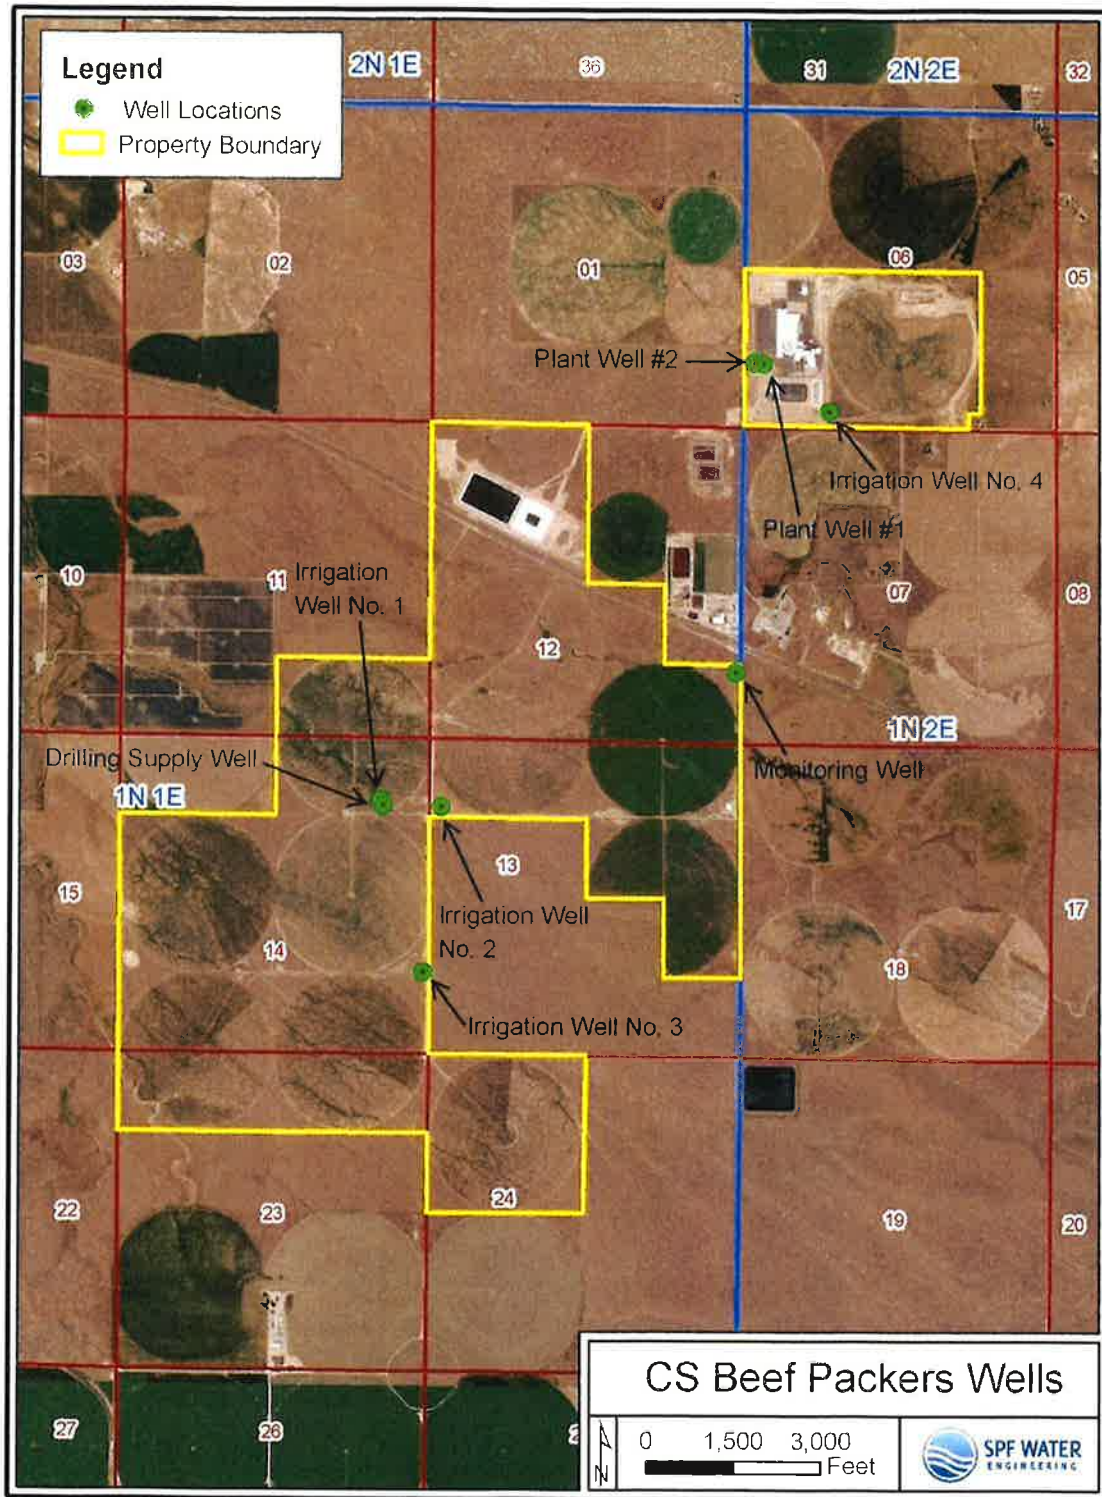 Legend
Well Locations
Property Boundary
2N 1E
36
31
2N 2E
32
03
02
01
06
05
Plant Well #2
Irrigation Well No. 4
Plant Well #1
10
11
Irrigation
Well No. 1
12
07
08
1N 2E
Drilling Supply Well
Monitoring Well
1N 1E
13
15
14
Irrigation Well
No. 2
17
18
Irrigation Well No. 3
22
23
24
19
20
27
26
2
CS Beef Packers Wells
N
0 1,500 3,000
Feet
SPF WATER
ENGINEERING